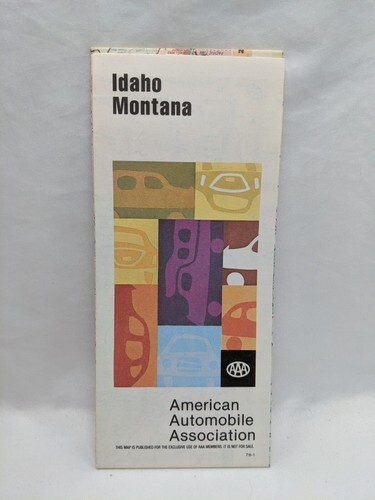 Idaho
Montana
AAA
American
Automobile
Association
THIS MAP IS PUBLISHED FOR THE EXCLUSIVE USE OF AAA MEMBERS. IT IS NOT FOR SALE.